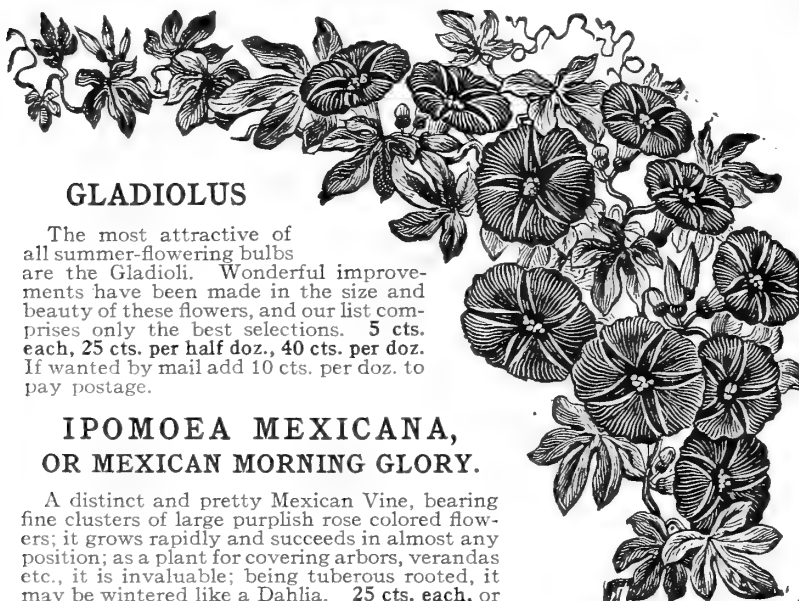 GLADIOLUS
The most attractive of
all summer-flowering bulbs
are the Gladioli. Wonderful improve-
ments have been made in the size and
beauty of these flowers, and our list com-
prises only the best selections. 5 cts.
each, 25 cts. per half doz., 40 cts. per doz.
If wanted by mail add 10 cts. per doz. to
pay postage.
IPOMOEA MEXICANA,
OR MEXICAN MORNING GLORY.
A distinct and pretty Mexican Vine, bearing
fine clusters of large purplish rose colored flow-
ers; it grows rapidly and succeeds in almost any
position; as a plant for covering arbors, verandas
etc., it is invaluable; being tuberous rooted, it
may be wintered like a Dahlia. 25 cts. each, or